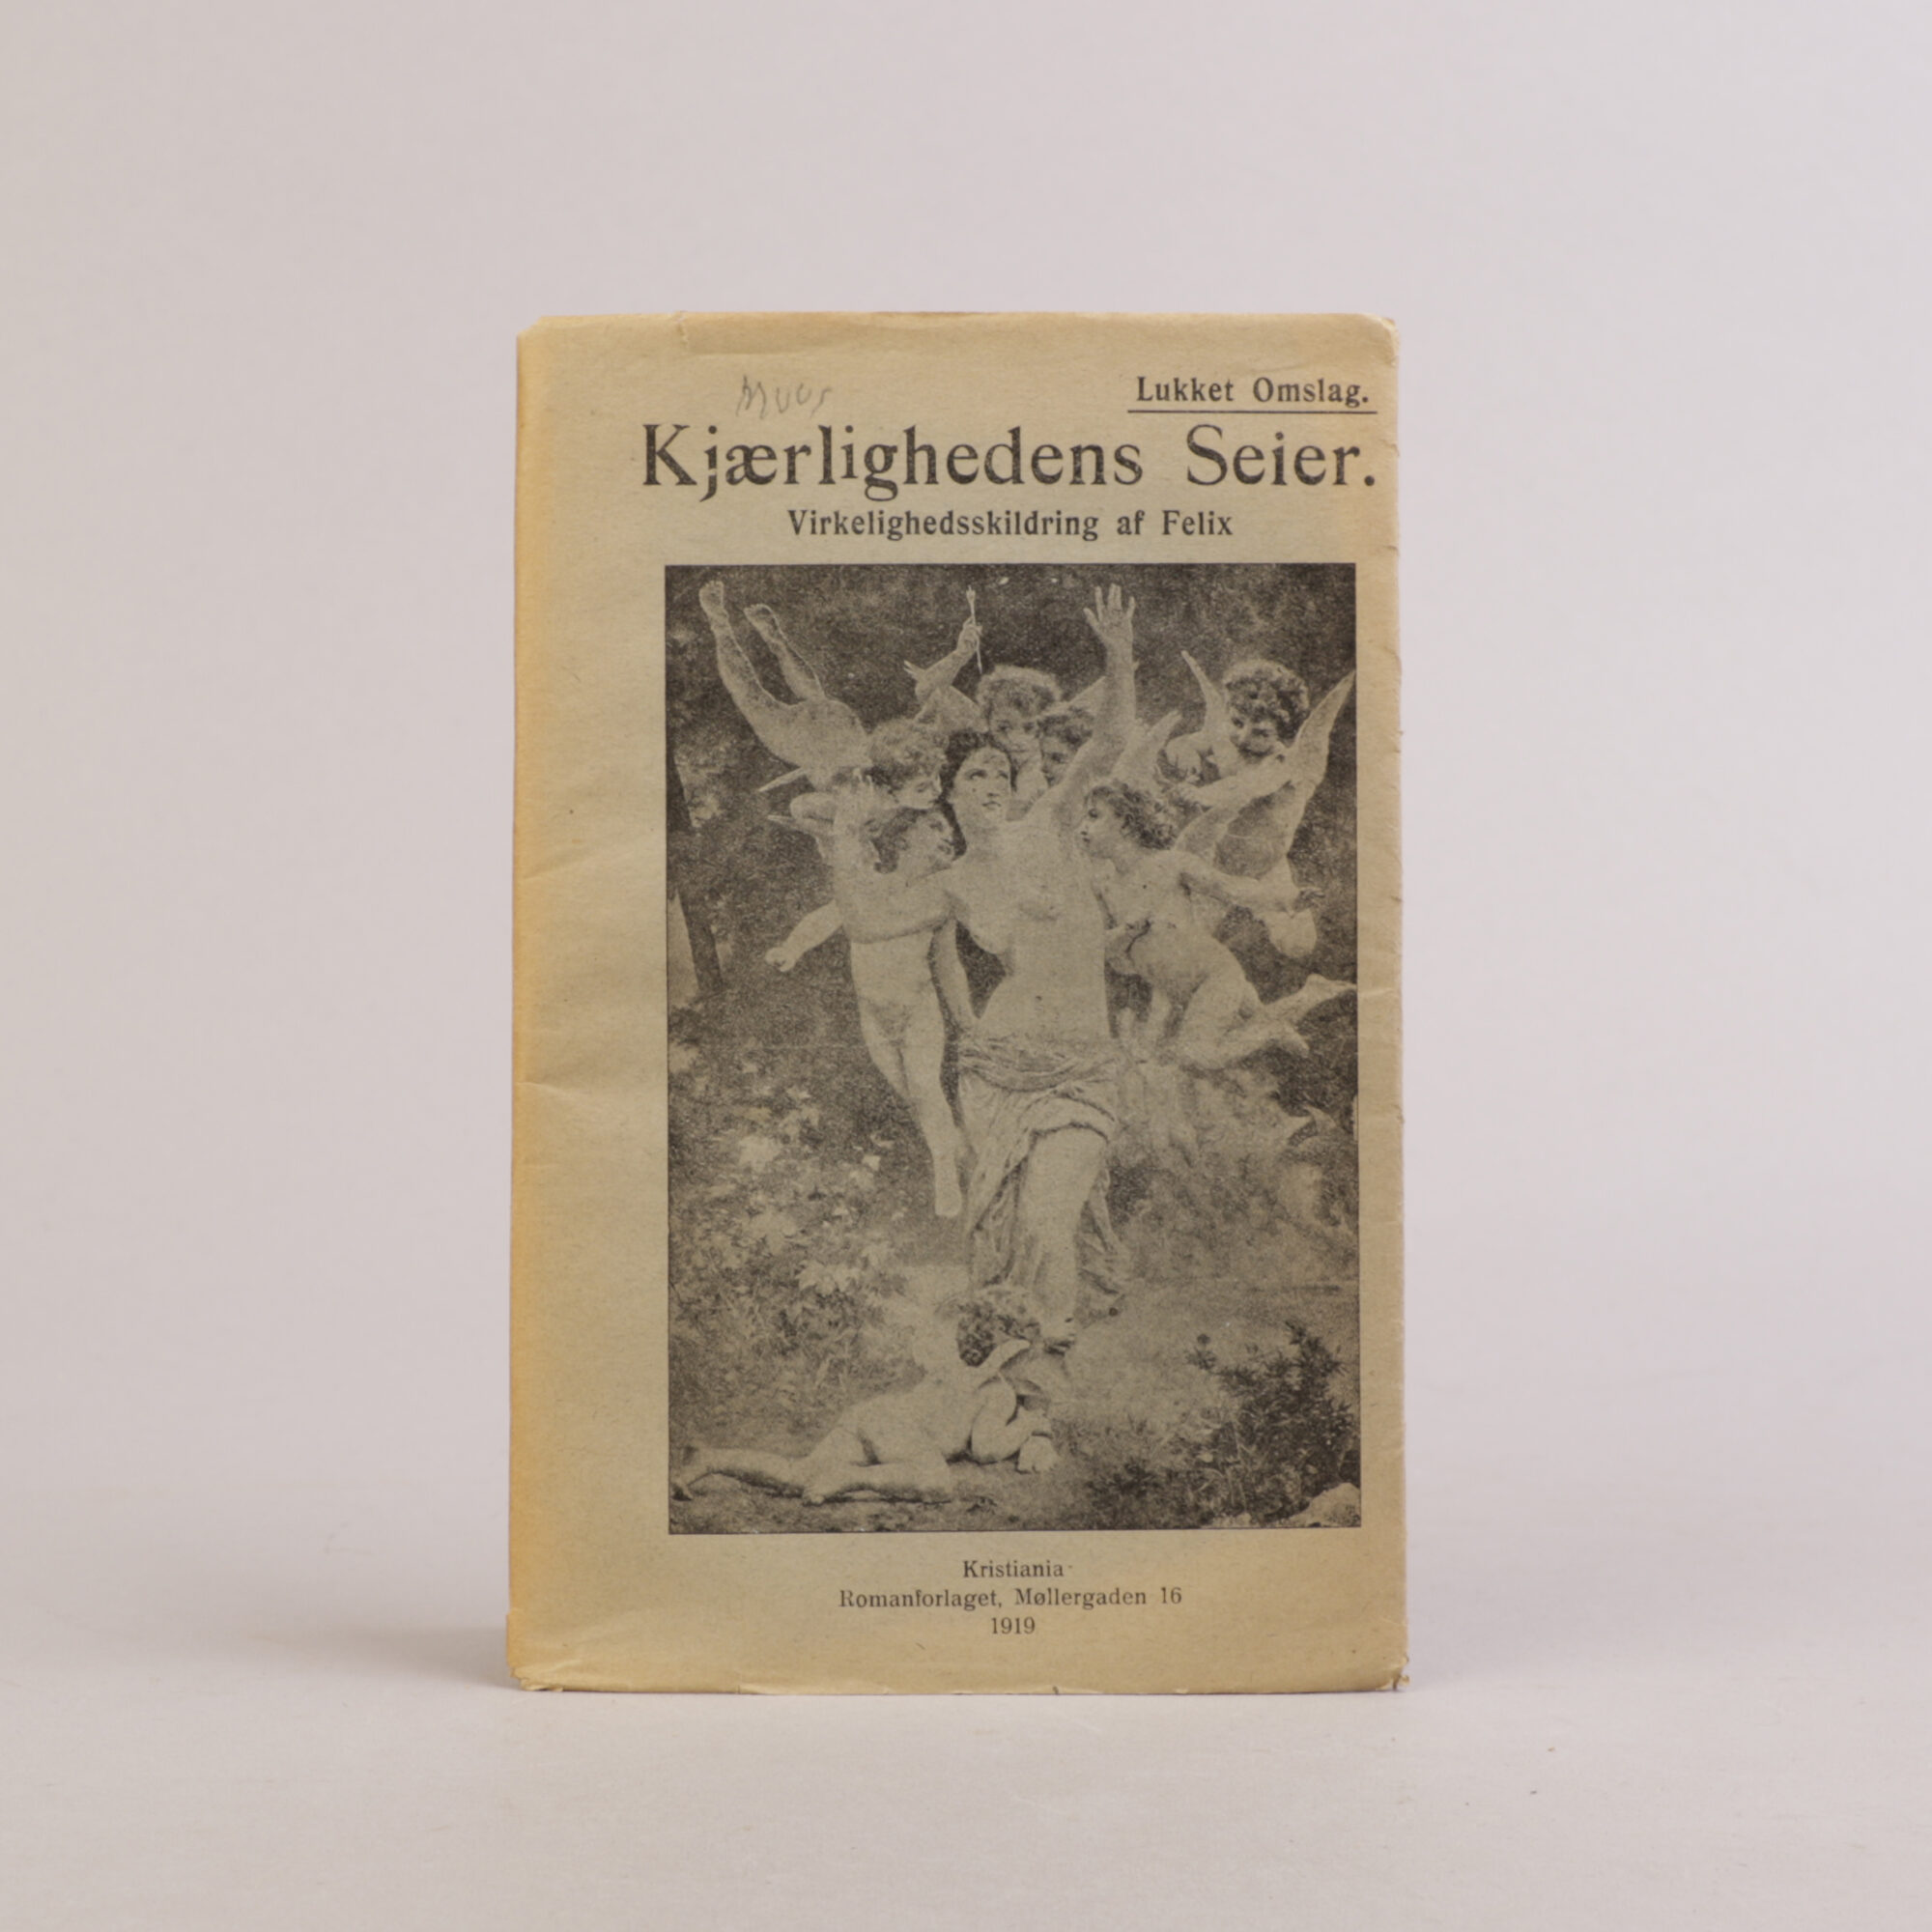 Lukket Omslag.
Kjærlighedens Seier.
Virkelighedsskildring af Felix
Kristiania
Romanforlaget, Møllergaden 16
1919